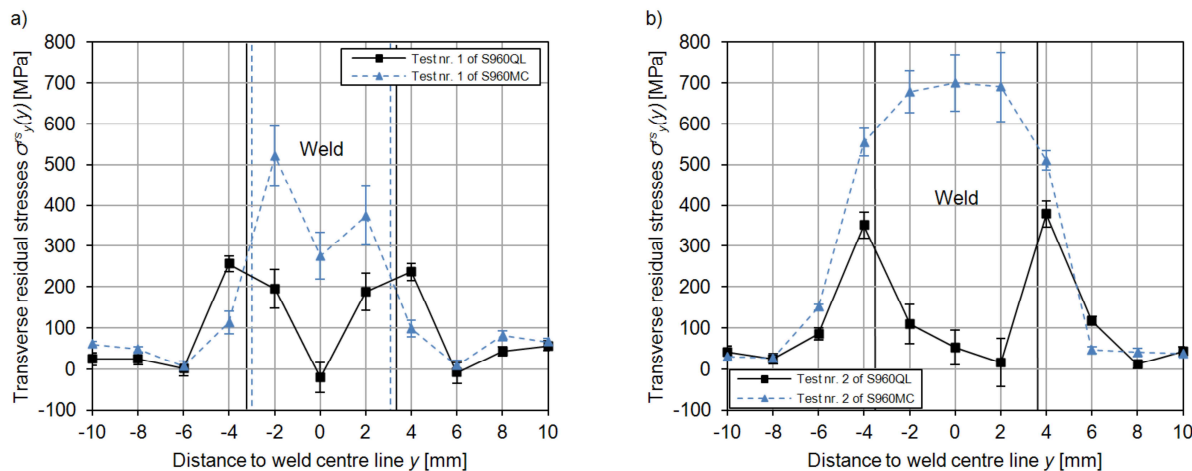 a)
800
700
600
500
400
300
200
100
0
-100
Transverse residual stresses σ^rs_y(y) [MPa]
Test nr. 1 of S960QL
Test nr. 1 of S960MC
Weld
-10 -8 -6 -4 -2 0 2 4 6 8 10
Distance to weld centre line y [mm]
b)
800
700
600
500
400
300
200
100
0
-100
Transverse residual stresses σ^rs_y(y) [MPa]
Weld
Test nr. 2 of S960QL
Test nr. 2 of S960MC
-10 -8 -6 -4 -2 0 2 4 6 8 10
Distance to weld centre line y [mm]